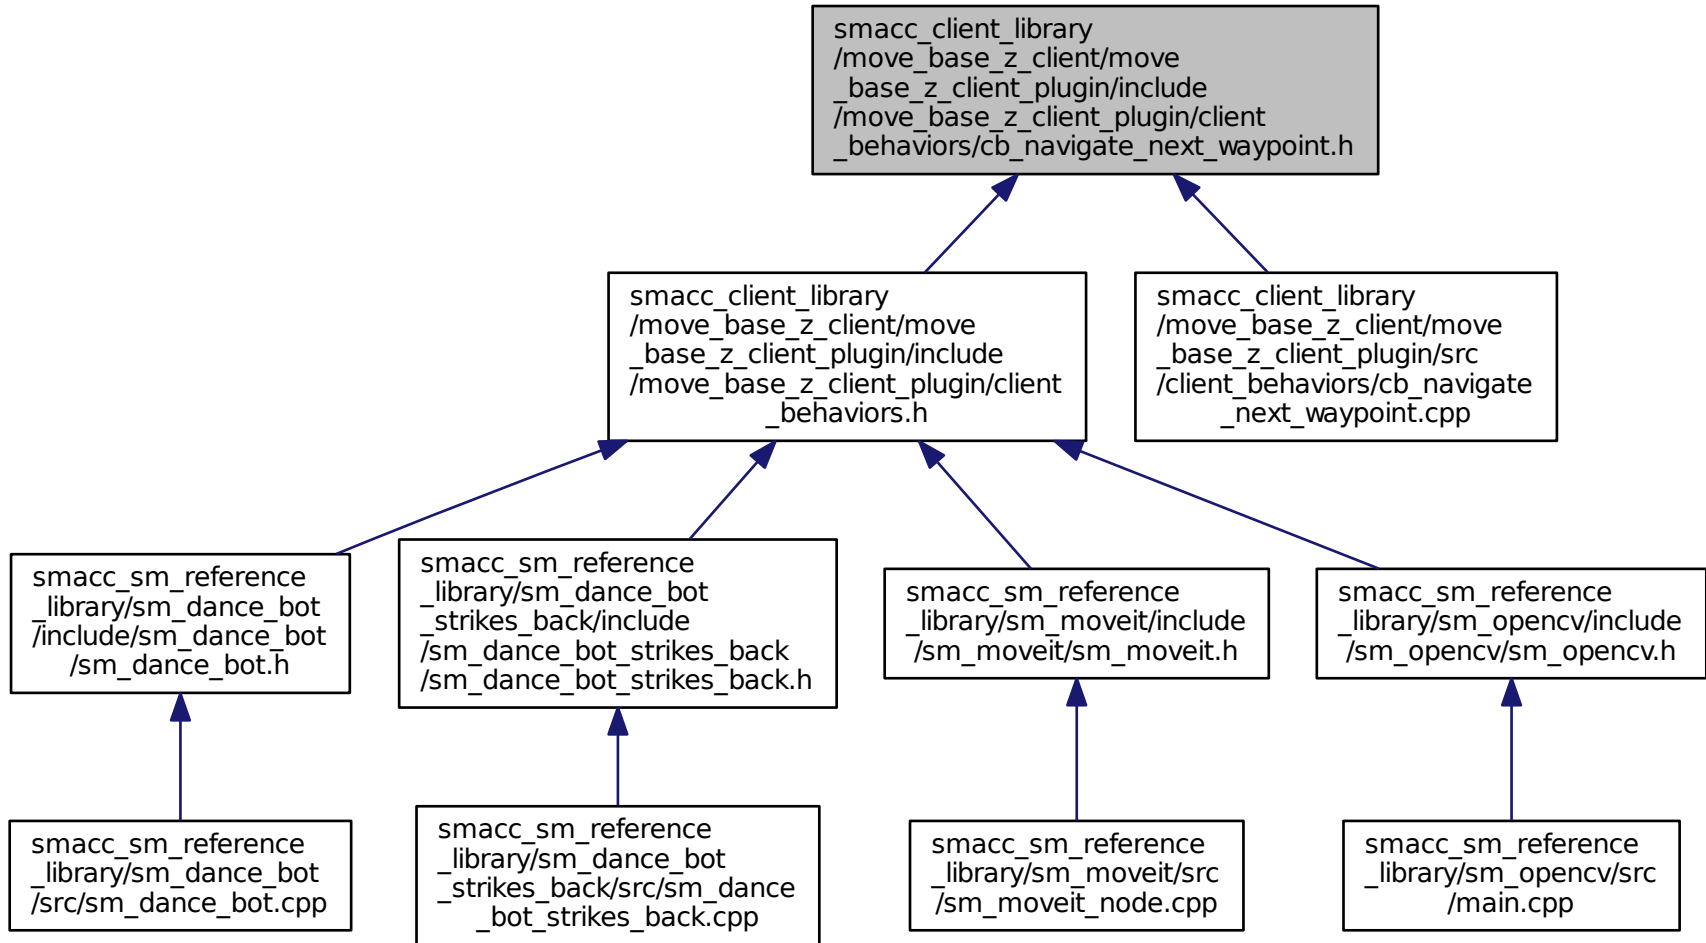 smacc_client_library
/move_base_z_client/move
_base_z_client_plugin/include
/move_base_z_client_plugin/client
_behaviors/cb_navigate_next_waypoint.h
smacc_client_library
/move_base_z_client/move
_base_z_client_plugin/include
/move_base_z_client_plugin/client
_behaviors.h
smacc_client_library
/move_base_z_client/move
_base_z_client_plugin/src
/client_behaviors/cb_navigate
_next_waypoint.cpp
smacc_sm_reference
_library/sm_dance_bot
/include/sm_dance_bot
/sm_dance_bot.h
smacc_sm_reference
_library/sm_dance_bot
_strikes_back/include
/sm_dance_bot_strikes_back
/sm_dance_bot_strikes_back.h
smacc_sm_reference
_library/sm_moveit/include
/sm_moveit/sm_moveit.h
smacc_sm_reference
_library/sm_opencv/include
/sm_opencv/sm_opencv.h
smacc_sm_reference
_library/sm_dance_bot
/src/sm_dance_bot.cpp
smacc_sm_reference
_library/sm_dance_bot
_strikes_back/src/sm_dance
_bot_strikes_back.cpp
smacc_sm_reference
_library/sm_moveit/src
/sm_moveit_node.cpp
smacc_sm_reference
_library/sm_opencv/src
/main.cpp